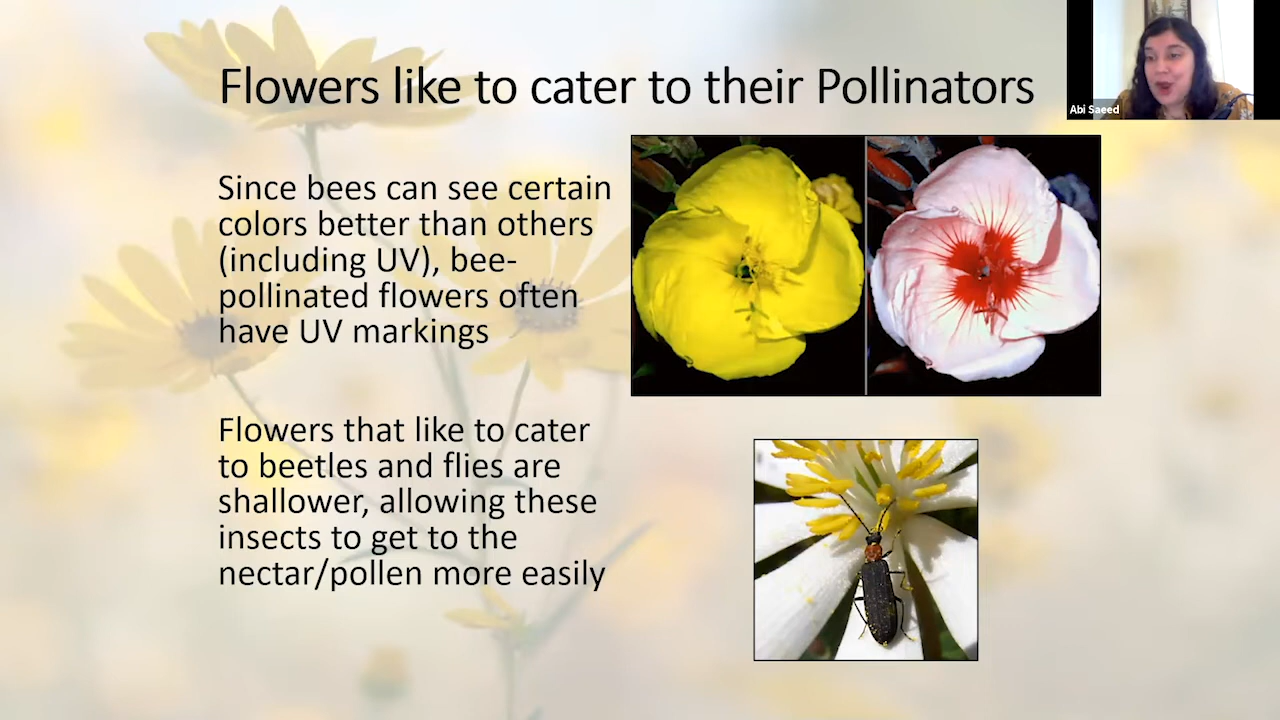 Flowers like to cater to their Pollinators
Abi Saeed
Since bees can see certain
colors better than others
(including UV), bee-
pollinated flowers often
have UV markings
Flowers that like to cater
to beetles and flies are
shallower, allowing these
insects to get to the
nectar/pollen more easily